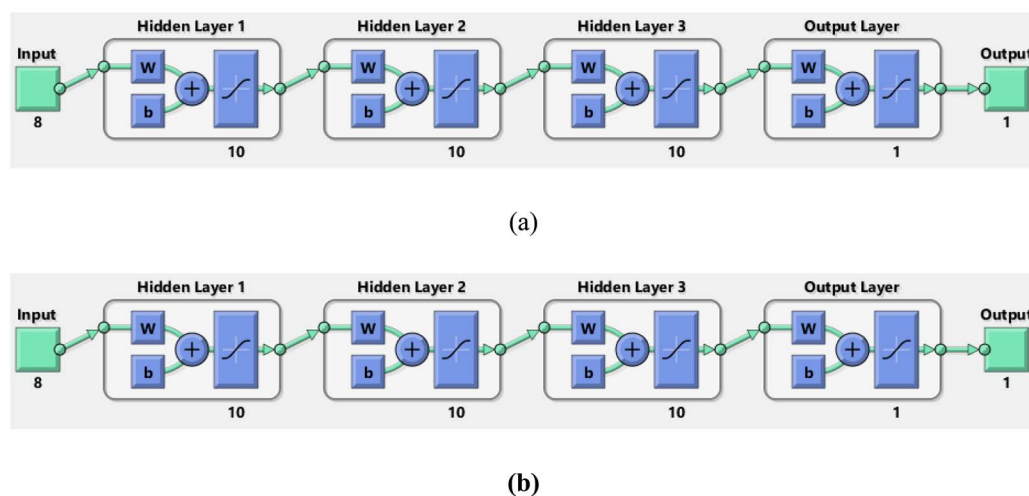 Hidden Layer 1 Hidden Layer 2 Hidden Layer 3 Output Layer
Input Output
W W W W
b b b b
8 1
10 10 10 1
(a)
Hidden Layer 1 Hidden Layer 2 Hidden Layer 3 Output Layer
Input Output
W W W W
b b b b
8 1
10 10 10 1
(b)